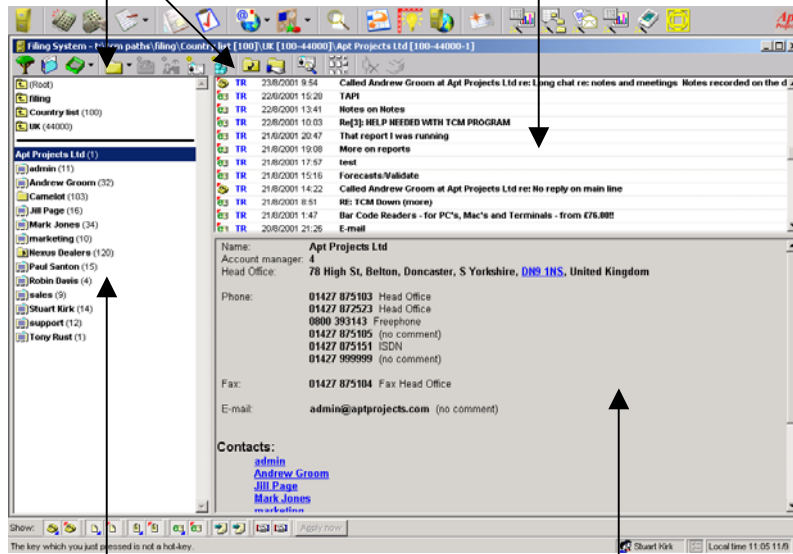 Filing System - N:\tcm paths\filing\Country list [100]\UK [100-44000]\Apt Projects Ltd [100-44000-1]
(Root)
filing
Country list (100)
UK (44000)
Apt Projects Ltd (1)
admin (11)
Andrew Groom (32)
Camelot (103)
Jill Page (16)
Mark Jones (34)
marketing (10)
Nexus Dealers (120)
Paul Santon (15)
Robin Davis (4)
sales (9)
Stuart Kirk (14)
support (12)
Tony Rust (1)
TR 23/8/2001 9:54 Called Andrew Groom at Apt Projects Ltd re: Long chat re: notes and meetings Notes recorded on the d
TR 22/8/2001 15:20 TAPI
TR 22/8/2001 13:41 Notes on Notes
TR 22/8/2001 10:03 Re[3]: HELP NEEDED WITH TCM PROGRAM
TR 21/8/2001 20:47 That report I was running
TR 21/8/2001 19:08 More on reports
TR 21/8/2001 17:57 test
TR 21/8/2001 15:16 Forecasts/Validate
TR 21/8/2001 14:22 Called Andrew Groom at Apt Projects Ltd re: No reply on main line
TR 21/8/2001 8:51 RE: TCM Down (more)
TR 21/8/2001 1:47 Bar Code Readers - for PC's, Mac's and Terminals - from £76.00!!
TR 20/8/2001 21:26 E-mail
Name: Apt Projects Ltd
Account manager: 4
Head Office: 78 High St, Belton, Doncaster, S Yorkshire, DN9 1NS, United Kingdom
Phone: 01427 875103 Head Office
01427 872523 Head Office
0800 393143 Freephone
01427 875105 (no comment)
01427 875151 ISDN
01427 999999 (no comment)
Fax: 01427 875104 Fax Head Office
E-mail: admin@aptprojects.com (no comment)
Contacts:
admin
Andrew Groom
Jill Page
Mark Jones
marketing
Show: Apply now
The key which you just pressed is not a hot-key. Stuart Kirk Local time 11:05 11/9